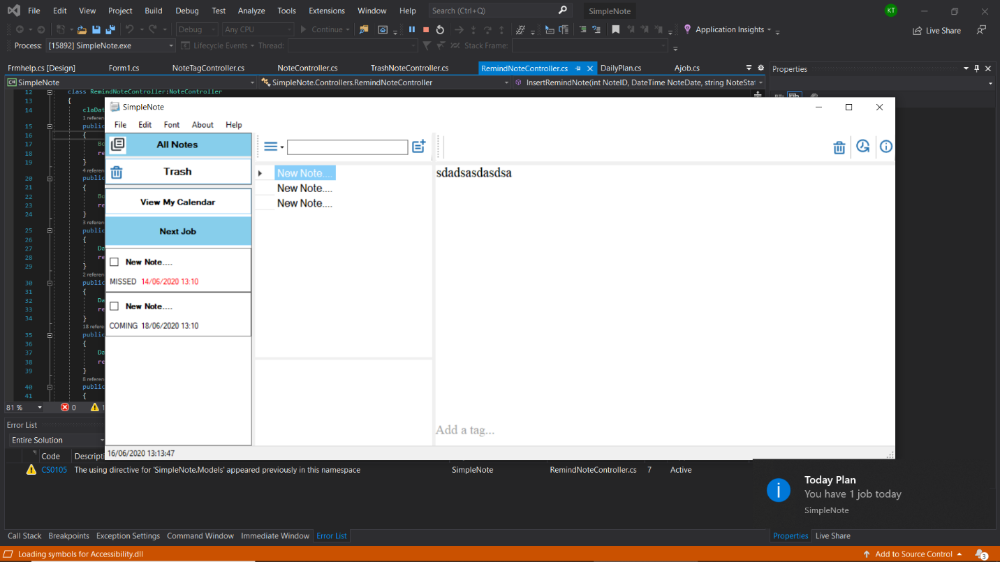 File Edit View Project Build Debug Test Analyze Tools Extensions Window Help Search (Ctrl+Q) SimpleNote KT
Debug Any CPU Continue Application Insights Live Share
Process: [15892] SimpleNote.exe Lifecycle Events Thread: Stack Frame:
Frmhelp.cs [Design] Form1.cs NoteTagController.cs NoteController.cs TrashNoteController.cs RemindNoteController.cs DailyPlan.cs Ajob.cs Properties
SimpleNote SimpleNote.Controllers.RemindNoteController InsertRemindNote(int NoteID, DateTime NoteDate, string NoteStat
12 class RemindNoteController:NoteController
13 {
14 claDat
1 referen
15 public
16 {
17 Bo
18 re
19 }
4 referen
20 public
21 {
22 Bo
23 re
24 }
3 referen
25 public
26 {
27 Da
28 re
29 }
2 referen
30 public
31 {
32 Da
33 re
34 }
18 refere
35 public
36 {
37 Da
38 re
39 }
8 referen
40 public
41 {
SimpleNote
File Edit Font About Help
All Notes
Trash
View My Calendar
Next Job
New Note....
MISSED 14/06/2020 13:10
New Note....
COMING 18/06/2020 13:10
New Note....
New Note....
New Note....
sdadsasdasdsa
Add a tag...
16/06/2020 13:13:47
81 % 0 1
Error List
Entire Solution
Code Descripti
CS0105 The using directive for 'SimpleNote.Models' appeared previously in this namespace SimpleNote RemindNoteController.cs 7 Active
Today Plan
You have 1 job today
SimpleNote
Call Stack Breakpoints Exception Settings Command Window Immediate Window Error List Properties Live Share
Loading symbols for Accessibility.dll Add to Source Control 3